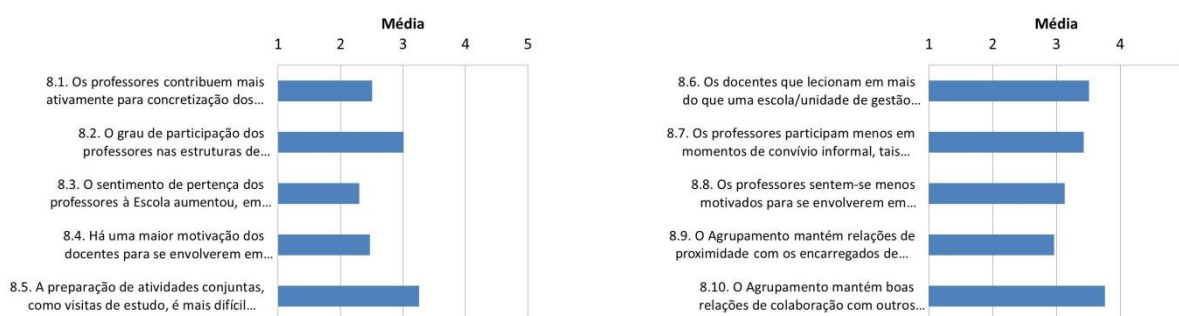 Média
1 2 3 4 5
8.1. Os professores contribuem mais
ativamente para concretização dos...
8.2. O grau de participação dos
professores nas estruturas de...
8.3. O sentimento de pertença dos
professores à Escola aumentou, em...
8.4. Há uma maior motivação dos
docentes para se envolverem em...
8.5. A preparação de atividades conjuntas,
como visitas de estudo, é mais difícil...
Média
1 2 3 4
8.6. Os docentes que lecionam em mais
do que uma escola/unidade de gestão...
8.7. Os professores participam menos em
momentos de convívio informal, tais...
8.8. Os professores sentem-se menos
motivados para se envolverem em...
8.9. O Agrupamento mantém relações de
proximidade com os encarregados de...
8.10. O Agrupamento mantém boas
relações de colaboração com outros...